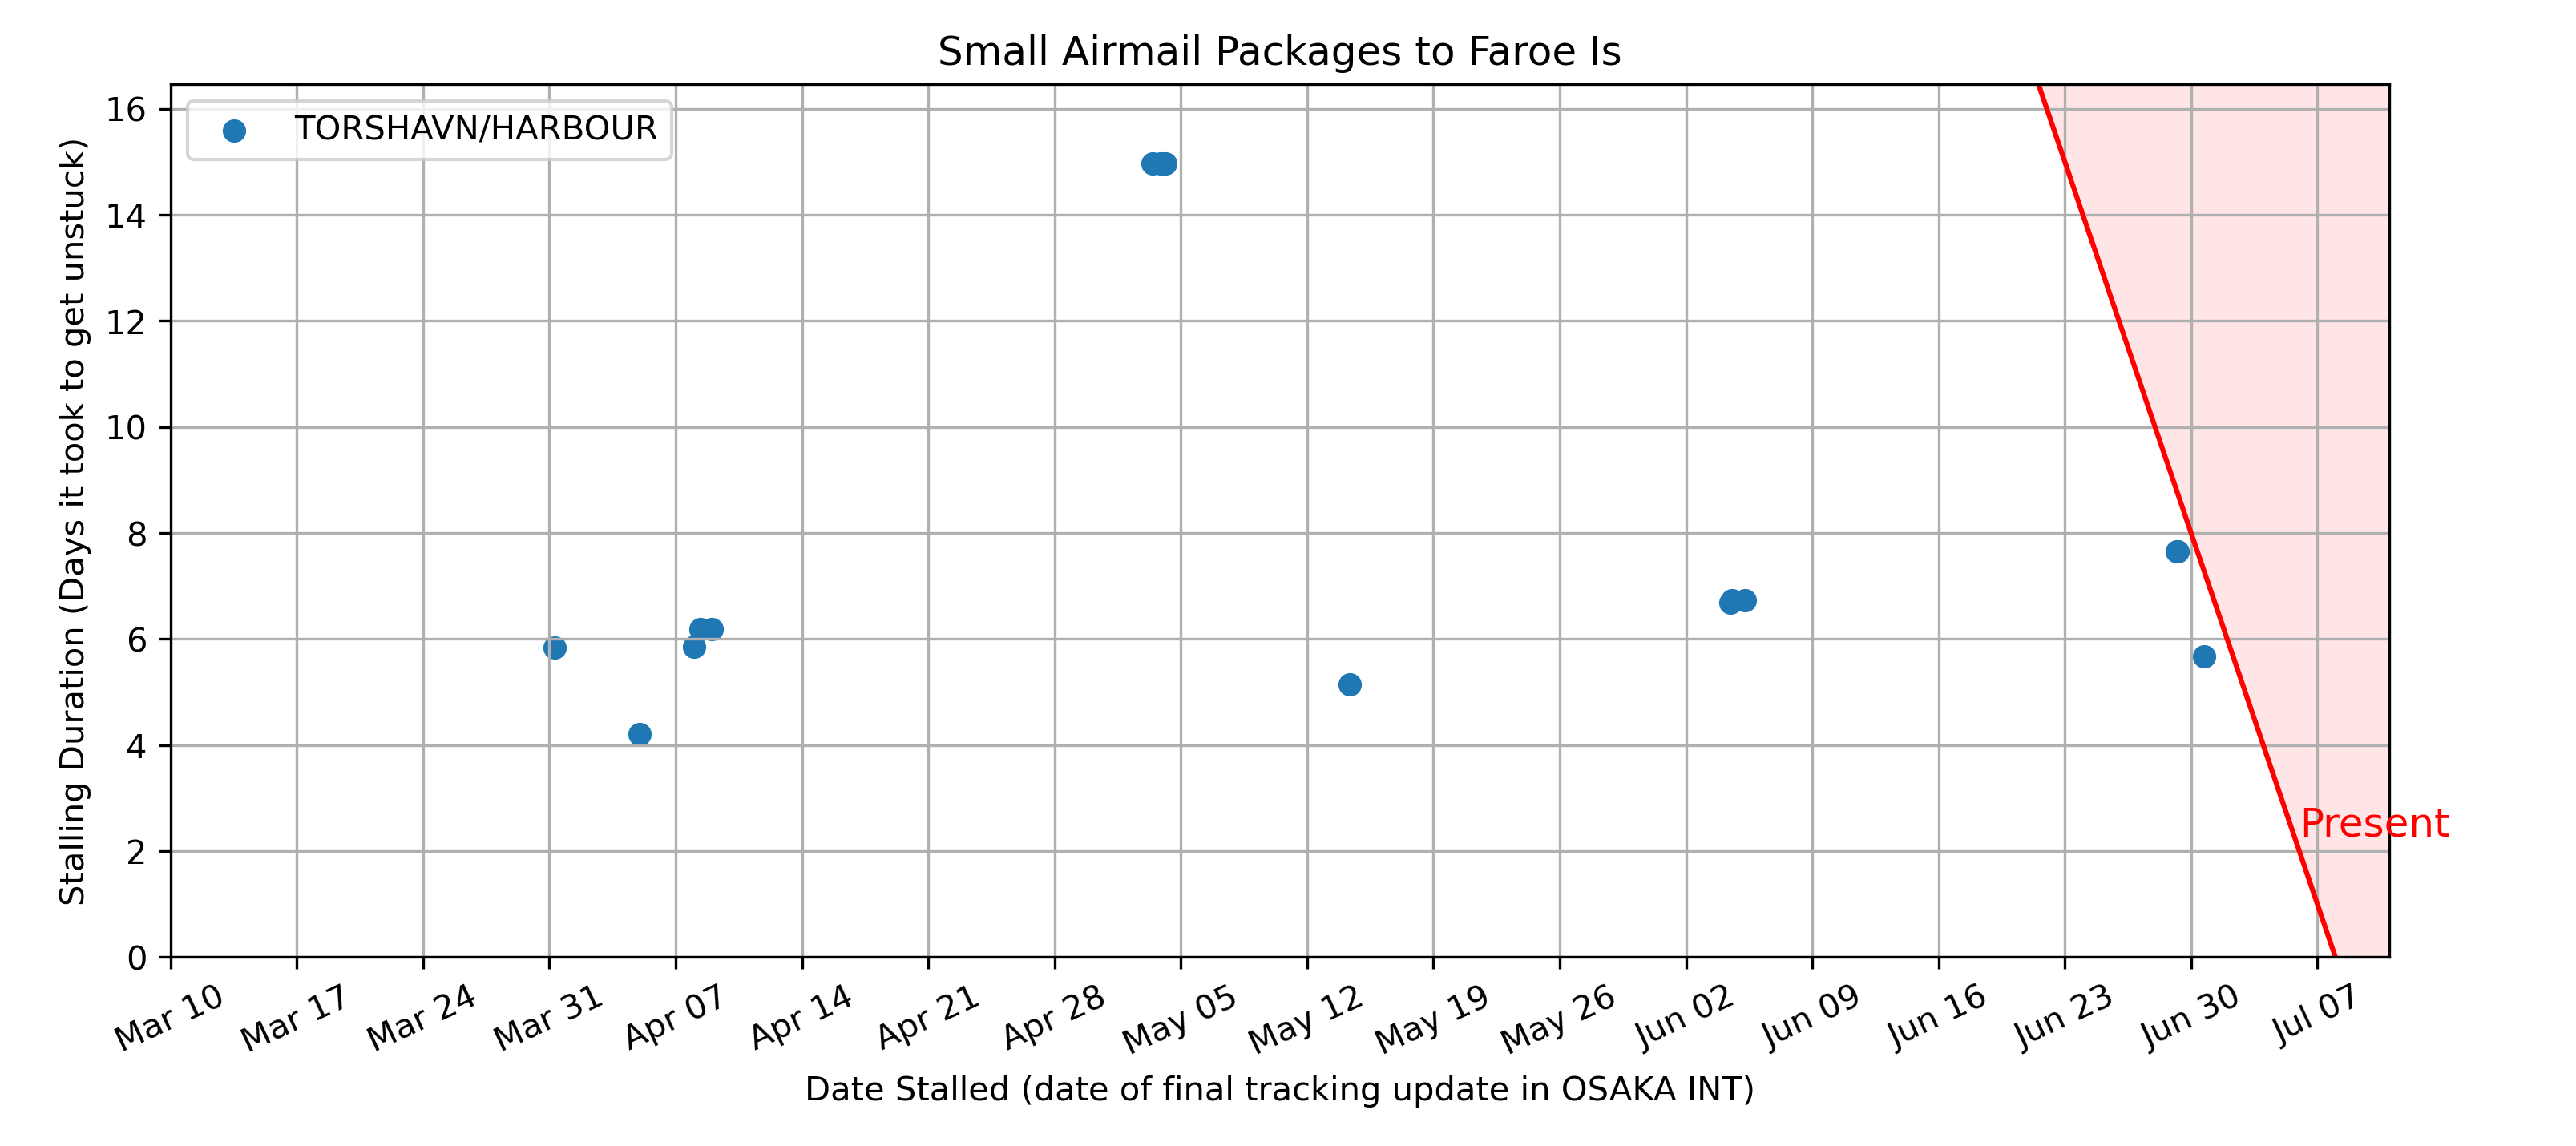 Small Airmail Packages to Faroe Is
TORSHAVN/HARBOUR
Stalling Duration (Days it took to get unstuck)
16
14
12
10
8
6
4
2
0
Present
Mar 10 Mar 17 Mar 24 Mar 31 Apr 07 Apr 14 Apr 21 Apr 28 May 05 May 12 May 19 May 26 Jun 02 Jun 09 Jun 16 Jun 23 Jun 30 Jul 07
Date Stalled (date of final tracking update in OSAKA INT)